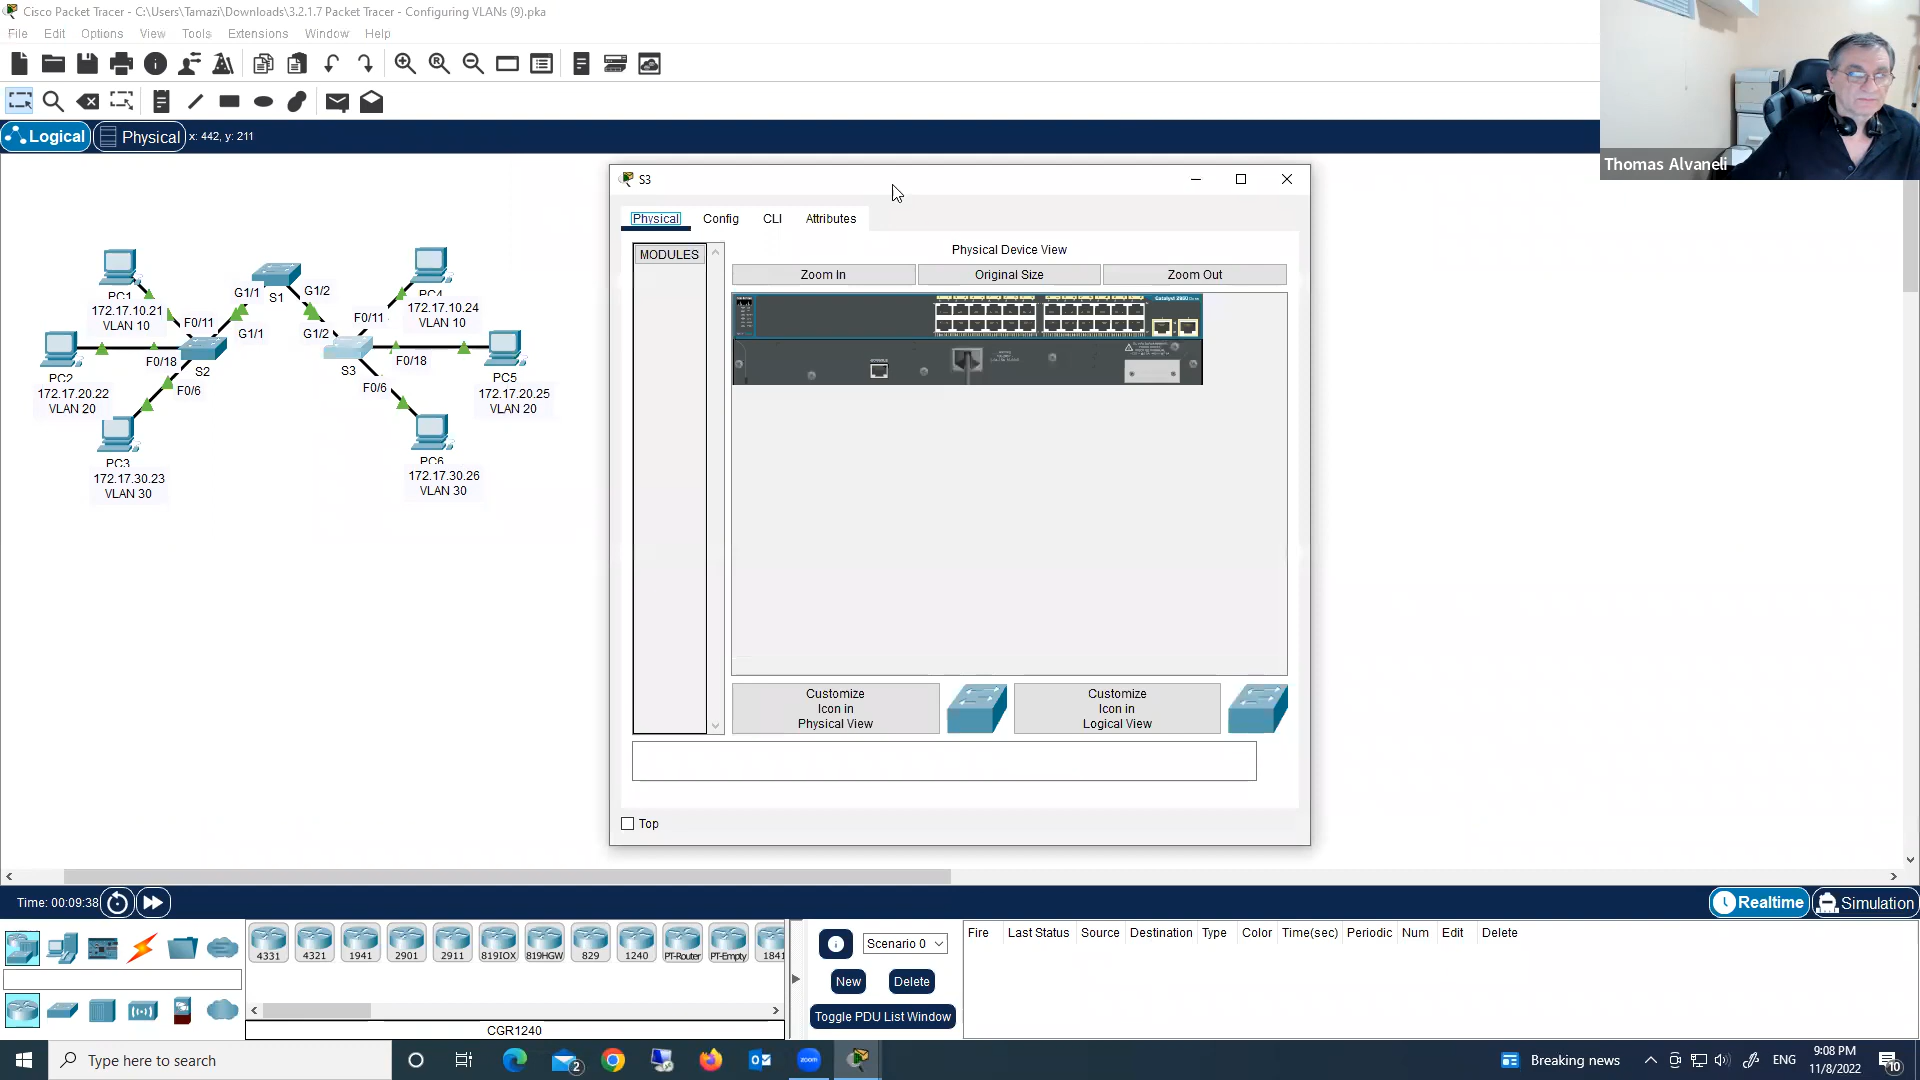 Cisco Packet Tracer - C:\Users\Tamazi\Downloads\3.2.1.7 Packet Tracer - Configuring VLANs (9).pka
File Edit Options View Tools Extensions Window Help
Logical Physical x: 442, y: 211
Thomas Alvaneli
S3
Physical Config CLI Attributes
MODULES
Physical Device View
Zoom In Original Size Zoom Out
Customize
Icon in
Physical View
Customize
Icon in
Logical View
Top
PC1
172.17.10.21
VLAN 10
PC2
172.17.20.22
VLAN 20
PC3
172.17.30.23
VLAN 30
G1/1
S1
G1/2
F0/11
G1/1
F0/18
S2
F0/6
G1/2
F0/11
S3
F0/18
F0/6
PC4
172.17.10.24
VLAN 10
PC5
172.17.20.25
VLAN 20
PC6
172.17.30.26
VLAN 30
Time: 00:09:38
Realtime Simulation
4331 4321 1941 2901 2911 819IOX 819HGW 829 1240 PT-Router PT-Empty 1841
CGR1240
Scenario 0
New Delete
Toggle PDU List Window
Fire Last Status Source Destination Type Color Time(sec) Periodic Num Edit Delete
Type here to search
2
zoom
Breaking news
ENG
9:08 PM
11/8/2022
10